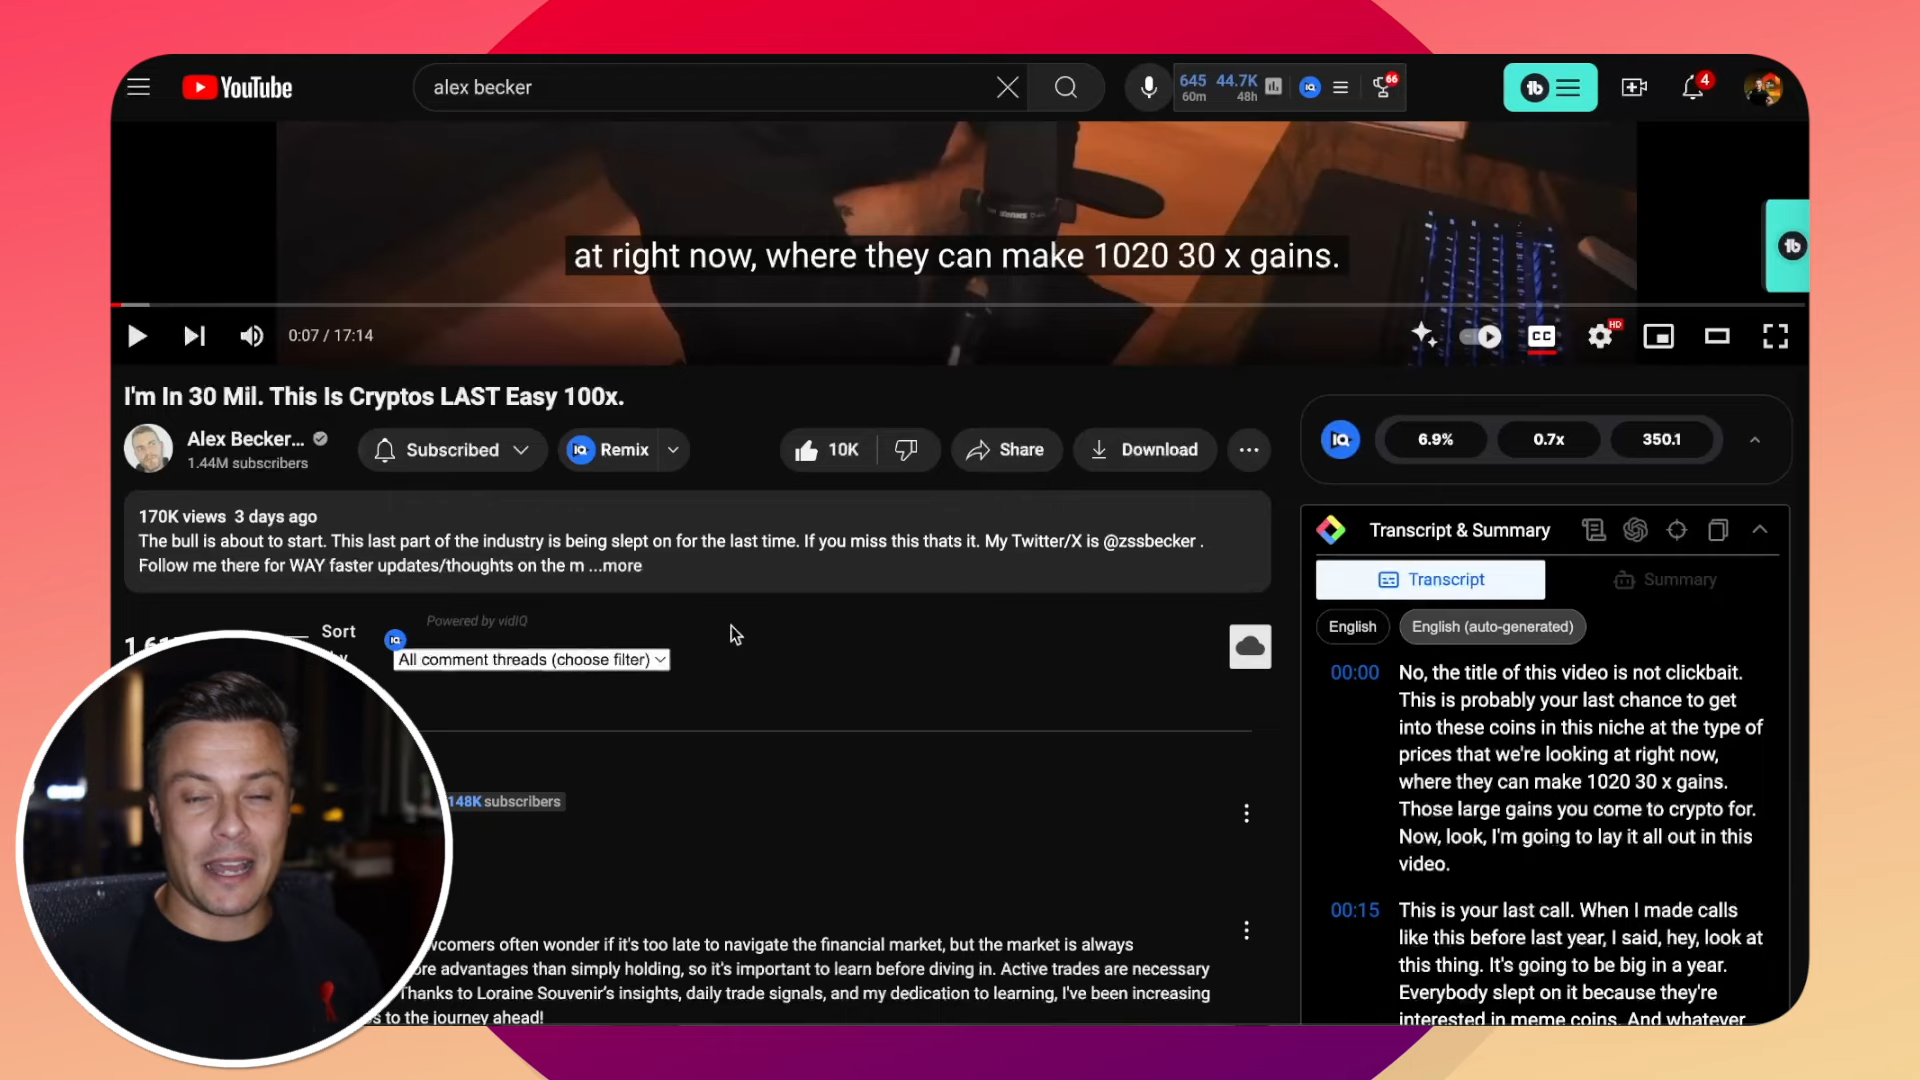 YouTube
alex becker
645 44.7K
60m 48h
66
4
at right now, where they can make 1020 30 x gains.
0:07 / 17:14
CC
HD
I'm In 30 Mil. This Is Cryptos LAST Easy 100x.
Alex Becker...
1.44M subscribers
Subscribed
Remix
10K
Share
Download
6.9% 0.7x 350.1
170K views 3 days ago
The bull is about to start. This last part of the industry is being slept on for the last time. If you miss this thats it. My Twitter/X is @zssbecker .
Follow me there for WAY faster updates/thoughts on the m ...more
Sort
Powered by vidIQ
All comment threads (choose filter)
148K subscribers
comers often wonder if it's too late to navigate the financial market, but the market is always
advantages than simply holding, so it's important to learn before diving in. Active trades are necessary
Thanks to Loraine Souvenir's insights, daily trade signals, and my dedication to learning, I've been increasing
to the journey ahead!
Transcript & Summary
Transcript
Summary
English
English (auto-generated)
00:00 No, the title of this video is not clickbait.
This is probably your last chance to get
into these coins in this niche at the type of
prices that we're looking at right now,
where they can make 1020 30 x gains.
Those large gains you come to crypto for.
Now, look, I'm going to lay it all out in this
video.
00:15 This is your last call. When I made calls
like this before last year, I said, hey, look at
this thing. It's going to be big in a year.
Everybody slept on it because they're
interested in meme coins. And whatever